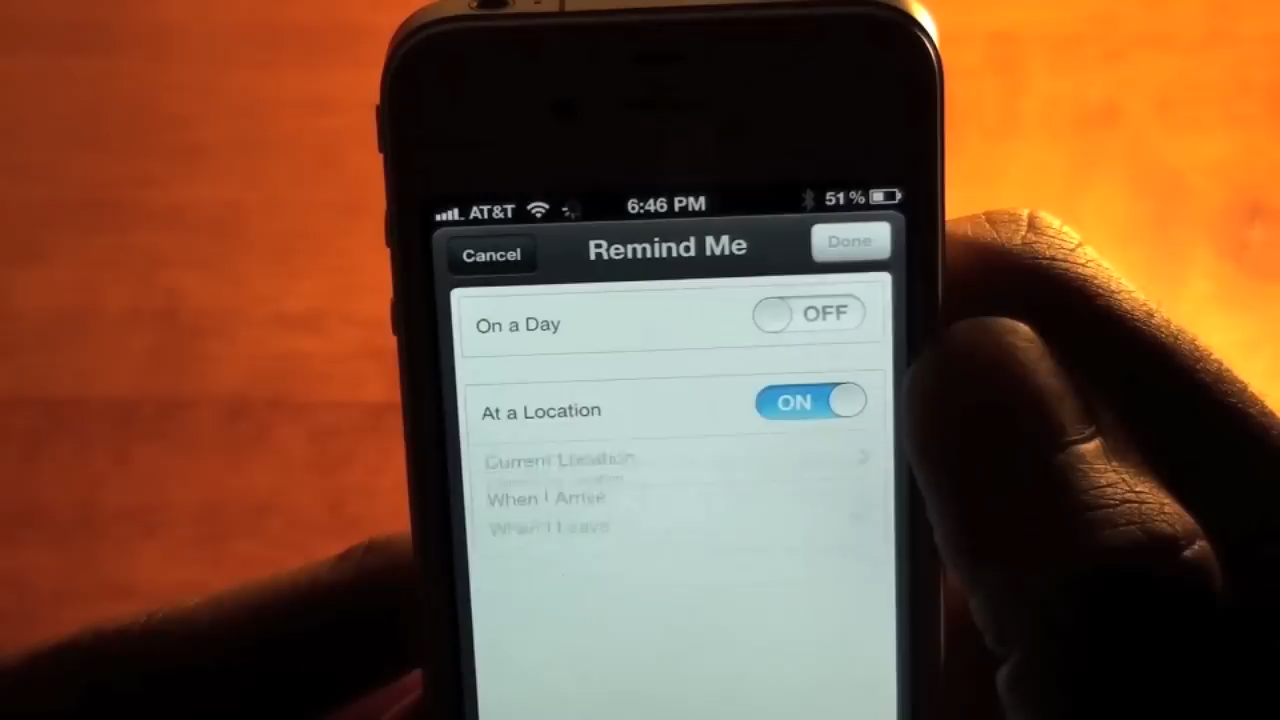 AT&T 6:46 PM 51%
Cancel Remind Me Done
On a Day OFF
At a Location ON
Current Location
When I Arrive
When I Leave